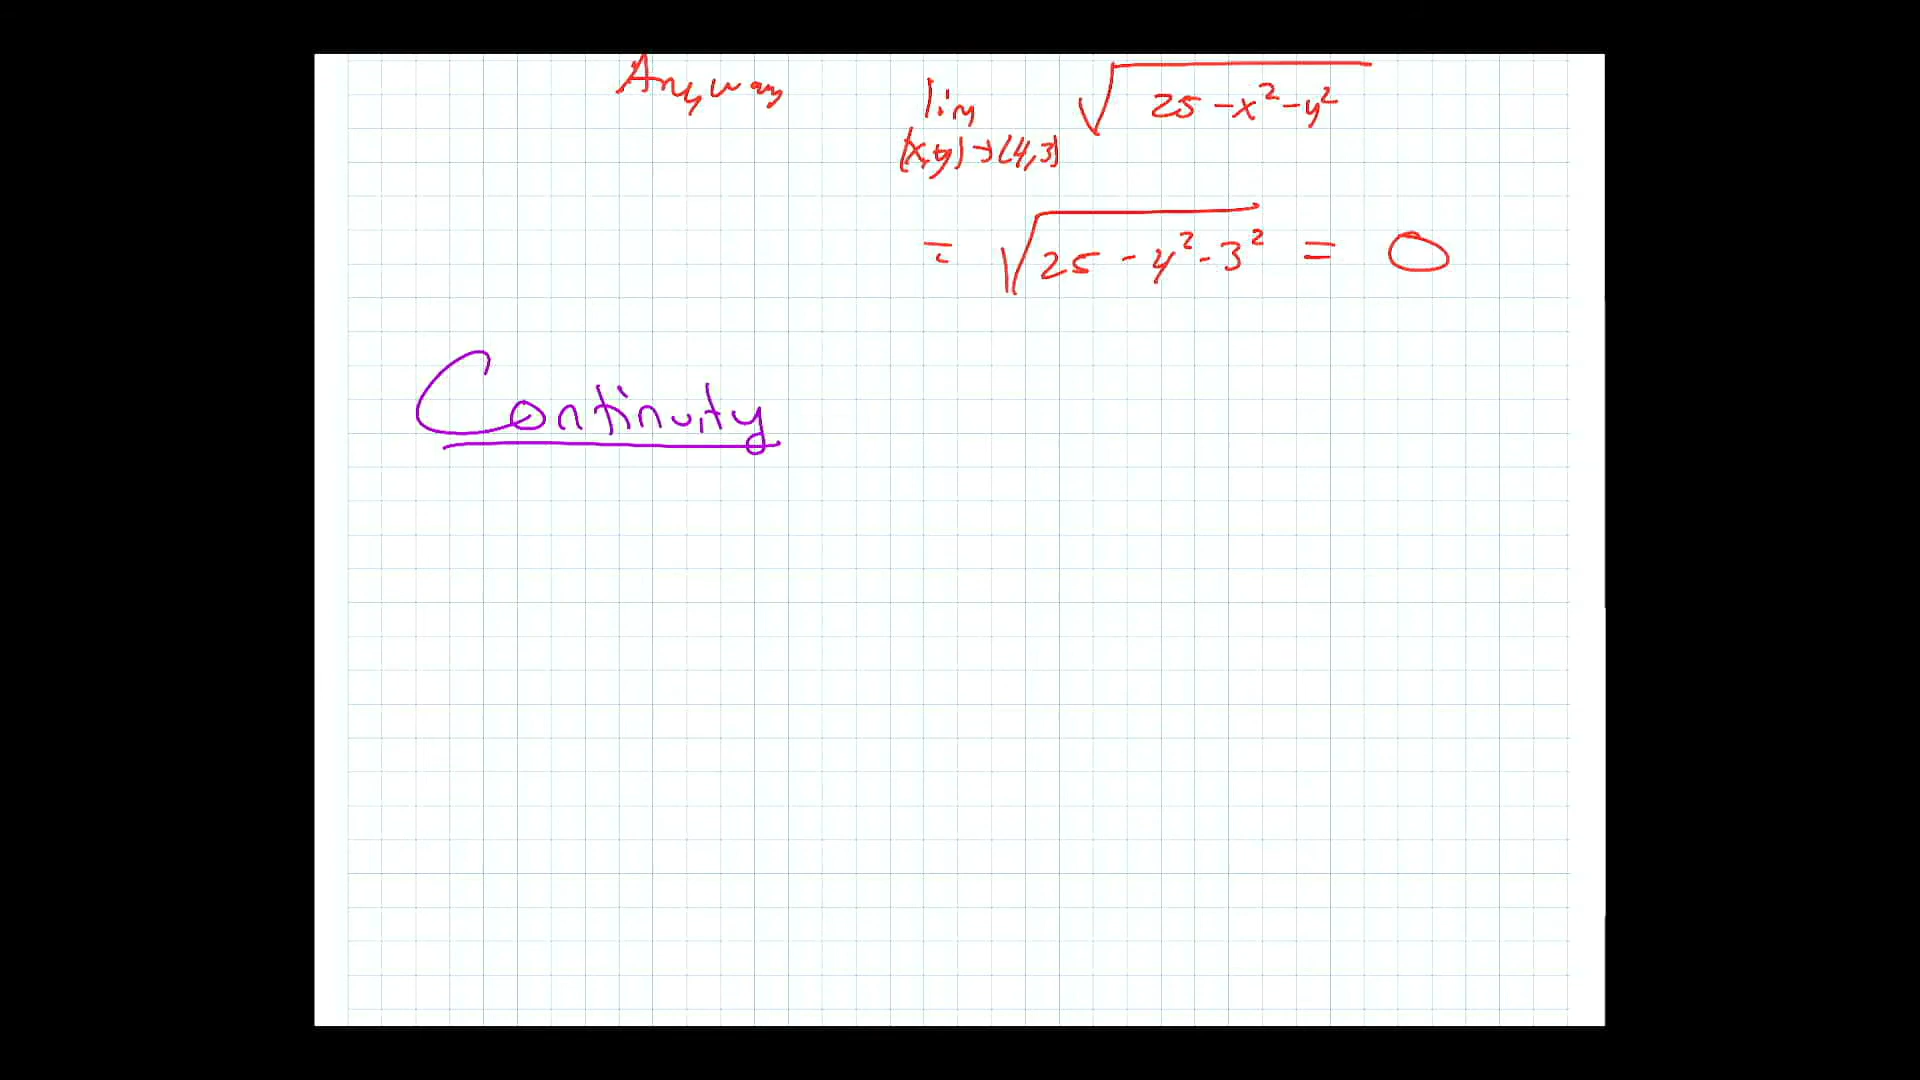 Anyway lim √(25 - x² - y²)
(x,y) → (4,3)
= √(25 - 4² - 3²) = 0
Continuity